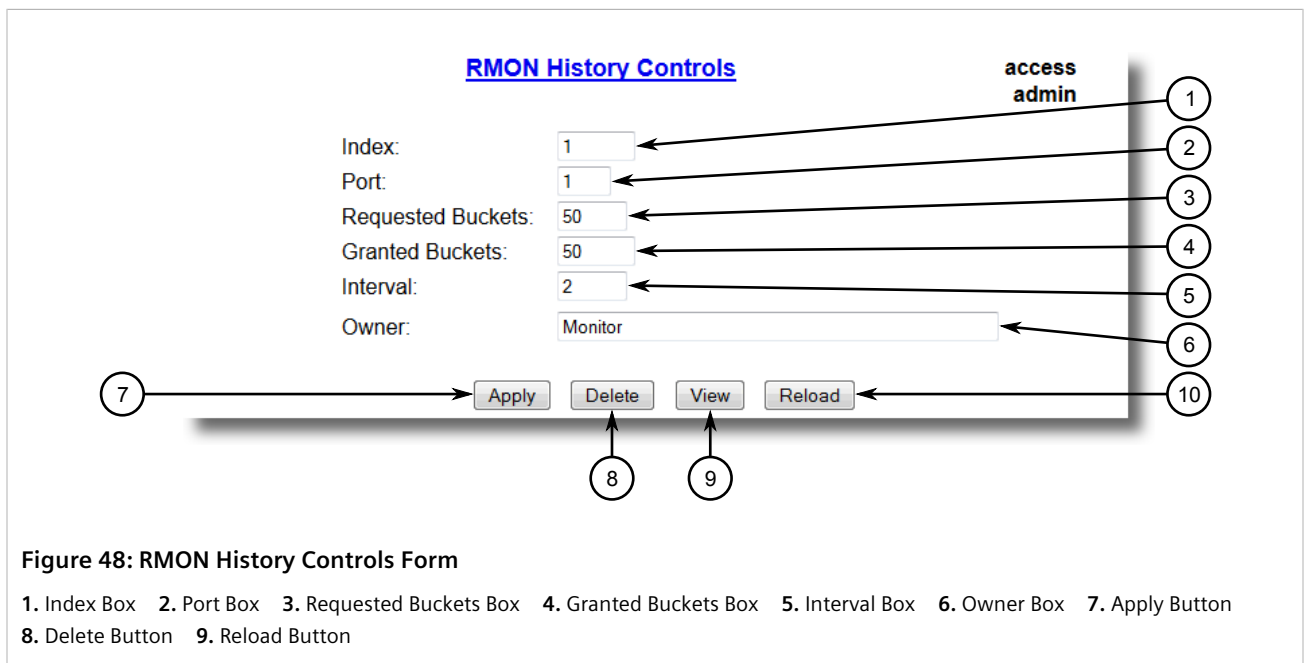 RMON History Controls
access
admin
1
Index: 1
2
Port: 1
3
Requested Buckets: 50
4
Granted Buckets: 50
Interval: 2
5
Owner: Monitor
6
7
Apply Delete View Reload
10
8 9
Figure 48: RMON History Controls Form
1. Index Box 2. Port Box 3. Requested Buckets Box 4. Granted Buckets Box 5. Interval Box 6. Owner Box 7. Apply Button
8. Delete Button 9. Reload Button